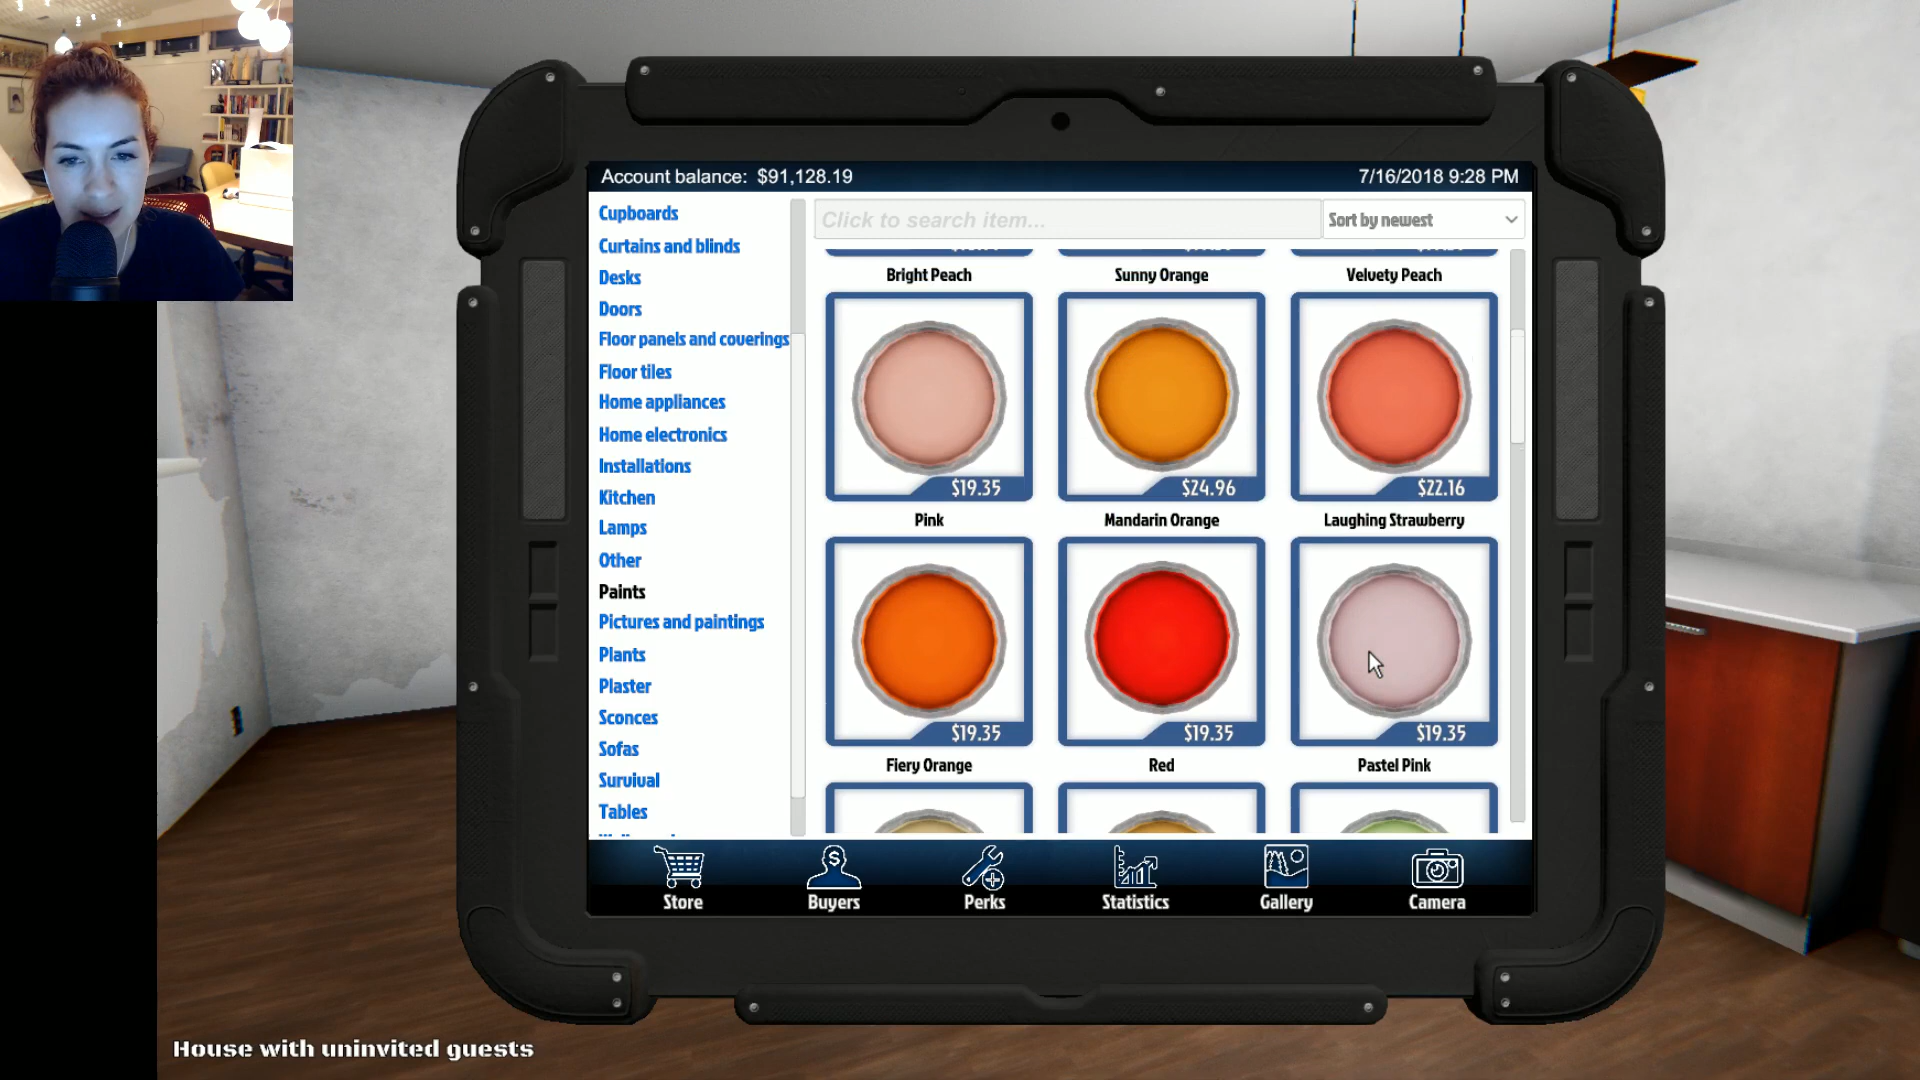 Account balance: $91,128.19
7/16/2018 9:28 PM
Cupboards
Curtains and blinds
Desks
Doors
Floor panels and coverings
Floor tiles
Home appliances
Home electronics
Installations
Kitchen
Lamps
Other
Paints
Pictures and paintings
Plants
Plaster
Sconces
Sofas
Survival
Tables
Click to search item...
Sort by newest
Bright Peach
Sunny Orange
Velvety Peach
$19.35
$24.96
$22.16
Pink
Mandarin Orange
Laughing Strawberry
$19.35
$19.35
$19.35
Fiery Orange
Red
Pastel Pink
Store
Buyers
Perks
Statistics
Gallery
Camera
House with uninvited guests